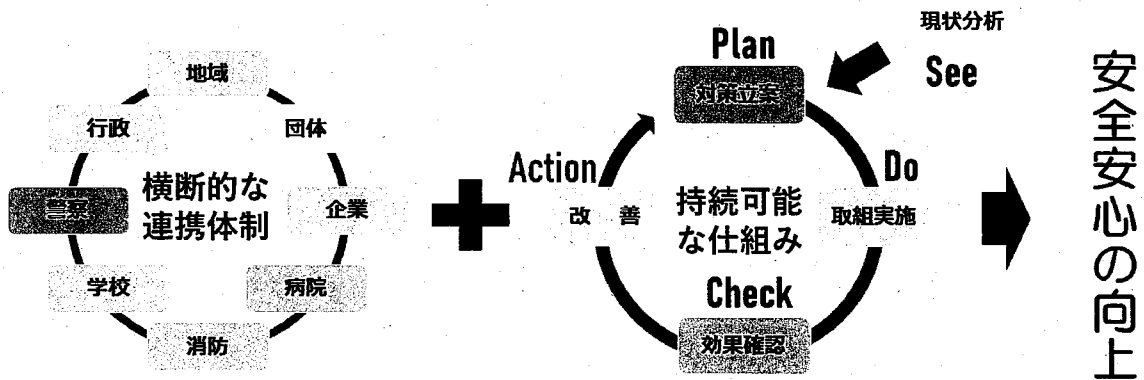 地域
行政
団体
警察
横断的な
連携体制
企業
学校
病院
消防
現状分析
See
Plan
対策立案
Action
Do
改善
持続可能
な仕組み
取組実施
Check
効果確認
安全安心の向上